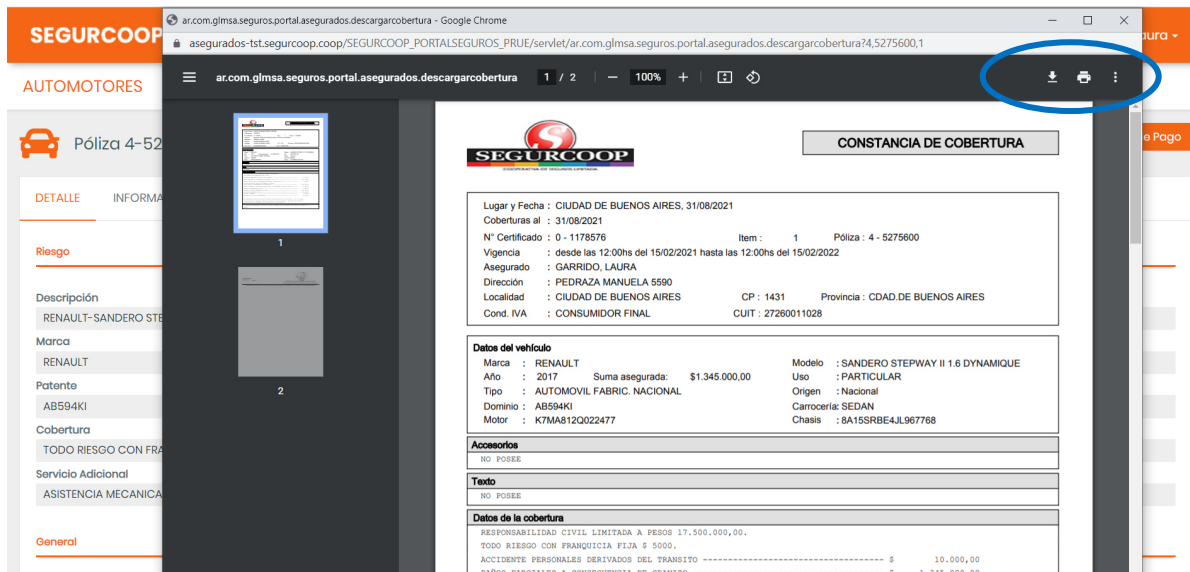 ar.com.glmsa.seguros.portal.asegurados.descargarcobertura - Google Chrome
asegurados-tst.segurcoop.coop/SEGURCOOP_PORTALSEGUROS_PRUE/servlet/ar.com.glmsa.seguros.portal.asegurados.descargarcobertura?4,5275600,1
SEGURCOOP
aura
AUTOMOTORES
ar.com.glmsa.seguros.portal.asegurados.descargarcobertura 1 / 2 | − 100% + |
Póliza 4-52
e Pago
DETALLE INFORMA
Riesgo
Descripción
RENAULT-SANDERO STE
Marca
RENAULT
Patente
AB594KI
Cobertura
TODO RIESGO CON FRA
Servicio Adicional
ASISTENCIA MECANICA
General
1
2
SEGURCOOP
CONSTANCIA DE COBERTURA
Lugar y Fecha : CIUDAD DE BUENOS AIRES, 31/08/2021
Coberturas al : 31/08/2021
N° Certificado : 0 - 1178576 Item : 1 Póliza : 4 - 5275600
Vigencia : desde las 12:00hs del 15/02/2021 hasta las 12:00hs del 15/02/2022
Asegurado : GARRIDO, LAURA
Dirección : PEDRAZA MANUELA 5590
Localidad : CIUDAD DE BUENOS AIRES CP : 1431 Provincia : CDAD.DE BUENOS AIRES
Cond. IVA : CONSUMIDOR FINAL CUIT : 27260011028
Datos del vehículo
Marca : RENAULT Modelo : SANDERO STEPWAY II 1.6 DYNAMIQUE
Año : 2017 Suma asegurada: $1.345.000,00 Uso : PARTICULAR
Tipo : AUTOMOVIL FABRIC. NACIONAL Origen : Nacional
Dominio : AB594KI Carrocería: SEDAN
Motor : K7MA812Q022477 Chasis : 8A15SRBE4JL967768
Accesorios
NO POSEE
Texto
NO POSEE
Datos de la cobertura
RESPONSABILIDAD CIVIL LIMITADA A PESOS 17.500.000,00.
TODO RIESGO CON FRANQUICIA FIJA $ 5000.
ACCIDENTE PERSONALES DERIVADOS DEL TRANSITO -------------------------------- $ 10.000,00